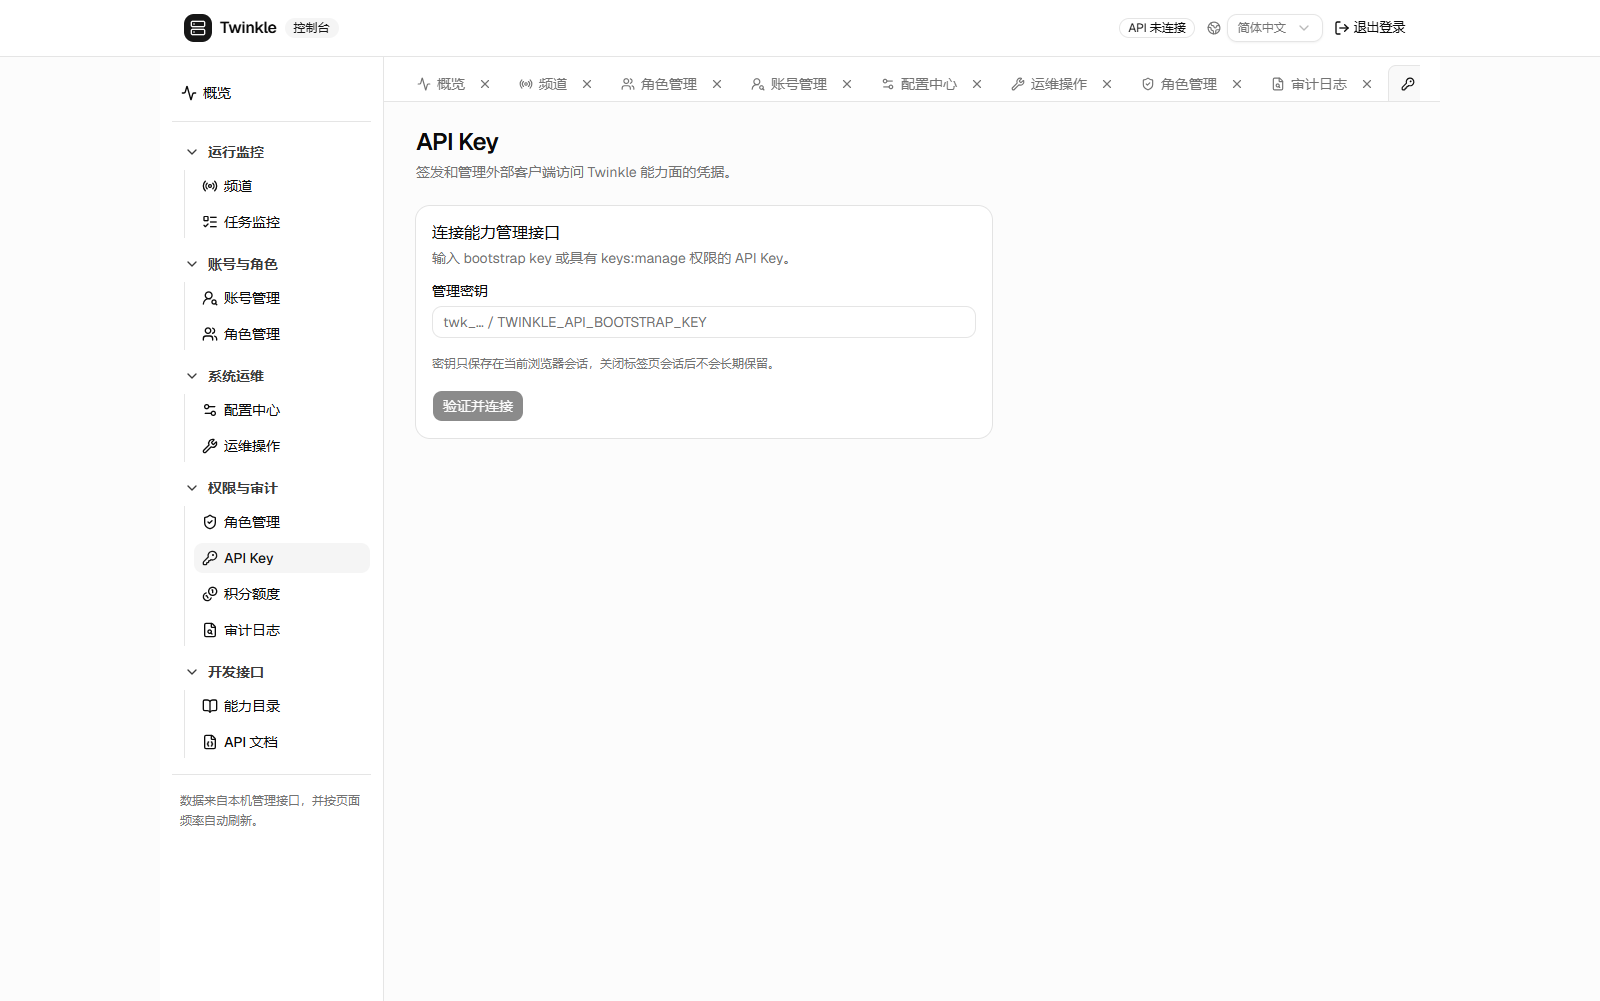 Twinkle 控制台 API 未连接 简体中文 退出登录
概览 频道 角色管理 账号管理 配置中心 运维操作 角色管理 审计日志
概览
运行监控
频道
任务监控
账号与角色
账号管理
角色管理
系统运维
配置中心
运维操作
权限与审计
角色管理
API Key
积分额度
审计日志
开发接口
能力目录
API 文档
数据来自本机管理接口，并按页面
频率自动刷新。
API Key
签发和管理外部客户端访问 Twinkle 能力面的凭据。
连接能力管理接口
输入 bootstrap key 或具有 keys:manage 权限的 API Key。
管理密钥
twk_... / TWINKLE_API_BOOTSTRAP_KEY
密钥只保存在当前浏览器会话，关闭标签页会话后不会长期保留。
验证并连接